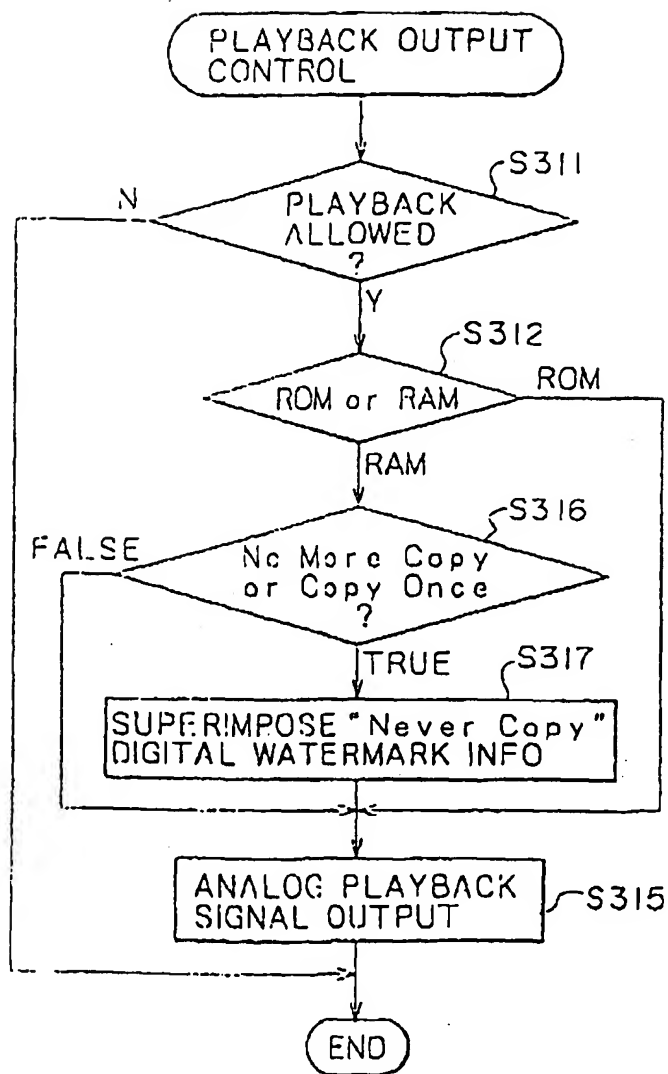 PLAYBACK OUTPUT
CONTROL
S311
N
PLAYBACK
ALLOWED
?
Y
S312
ROM or RAM
ROM
RAM
S316
FALSE
No More Copy
or Copy Once
?
TRUE
S317
SUPERIMPOSE "Never Copy"
DIGITAL WATERMARK INFO
ANALOG PLAYBACK
SIGNAL OUTPUT
S315
END